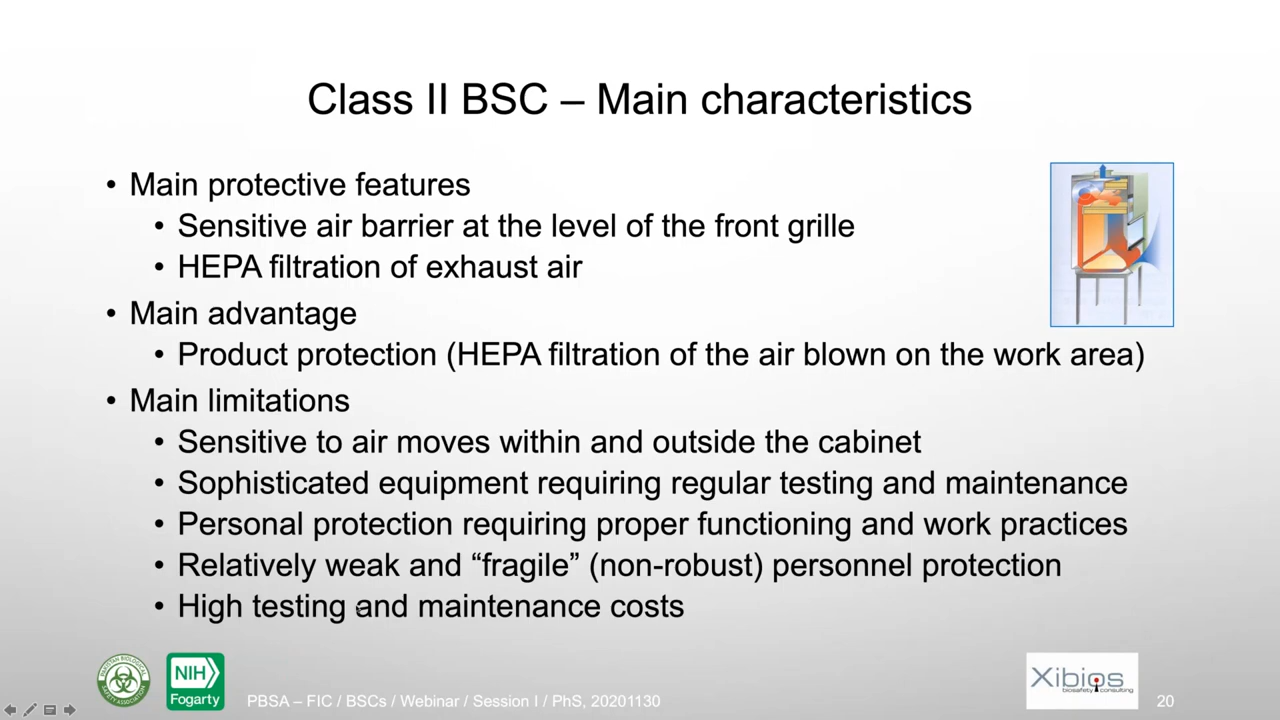 Class II BSC – Main characteristics
• Main protective features
• Sensitive air barrier at the level of the front grille
• HEPA filtration of exhaust air
• Main advantage
• Product protection (HEPA filtration of the air blown on the work area)
• Main limitations
• Sensitive to air moves within and outside the cabinet
• Sophisticated equipment requiring regular testing and maintenance
• Personal protection requiring proper functioning and work practices
• Relatively weak and “fragile” (non-robust) personnel protection
• High testing and maintenance costs
PAKISTAN BIOLOGICAL
SAFETY ASSOCIATION
NIH
Fogarty
PBSA – FIC / BSCs / Webinar / Session I / PhS, 20201130
Xibios
biosafety consulting
20